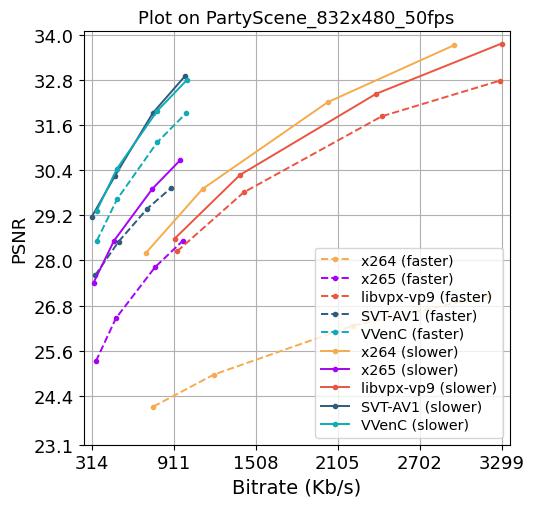 Plot on PartyScene_832x480_50fps
34.0
32.8
31.6
30.4
29.2
28.0
26.8
25.6
24.4
23.1
PSNR
x264 (faster)
x265 (faster)
libvpx-vp9 (faster)
SVT-AV1 (faster)
VVenC (faster)
x264 (slower)
x265 (slower)
libvpx-vp9 (slower)
SVT-AV1 (slower)
VVenC (slower)
314 911 1508 2105 2702 3299
Bitrate (Kb/s)